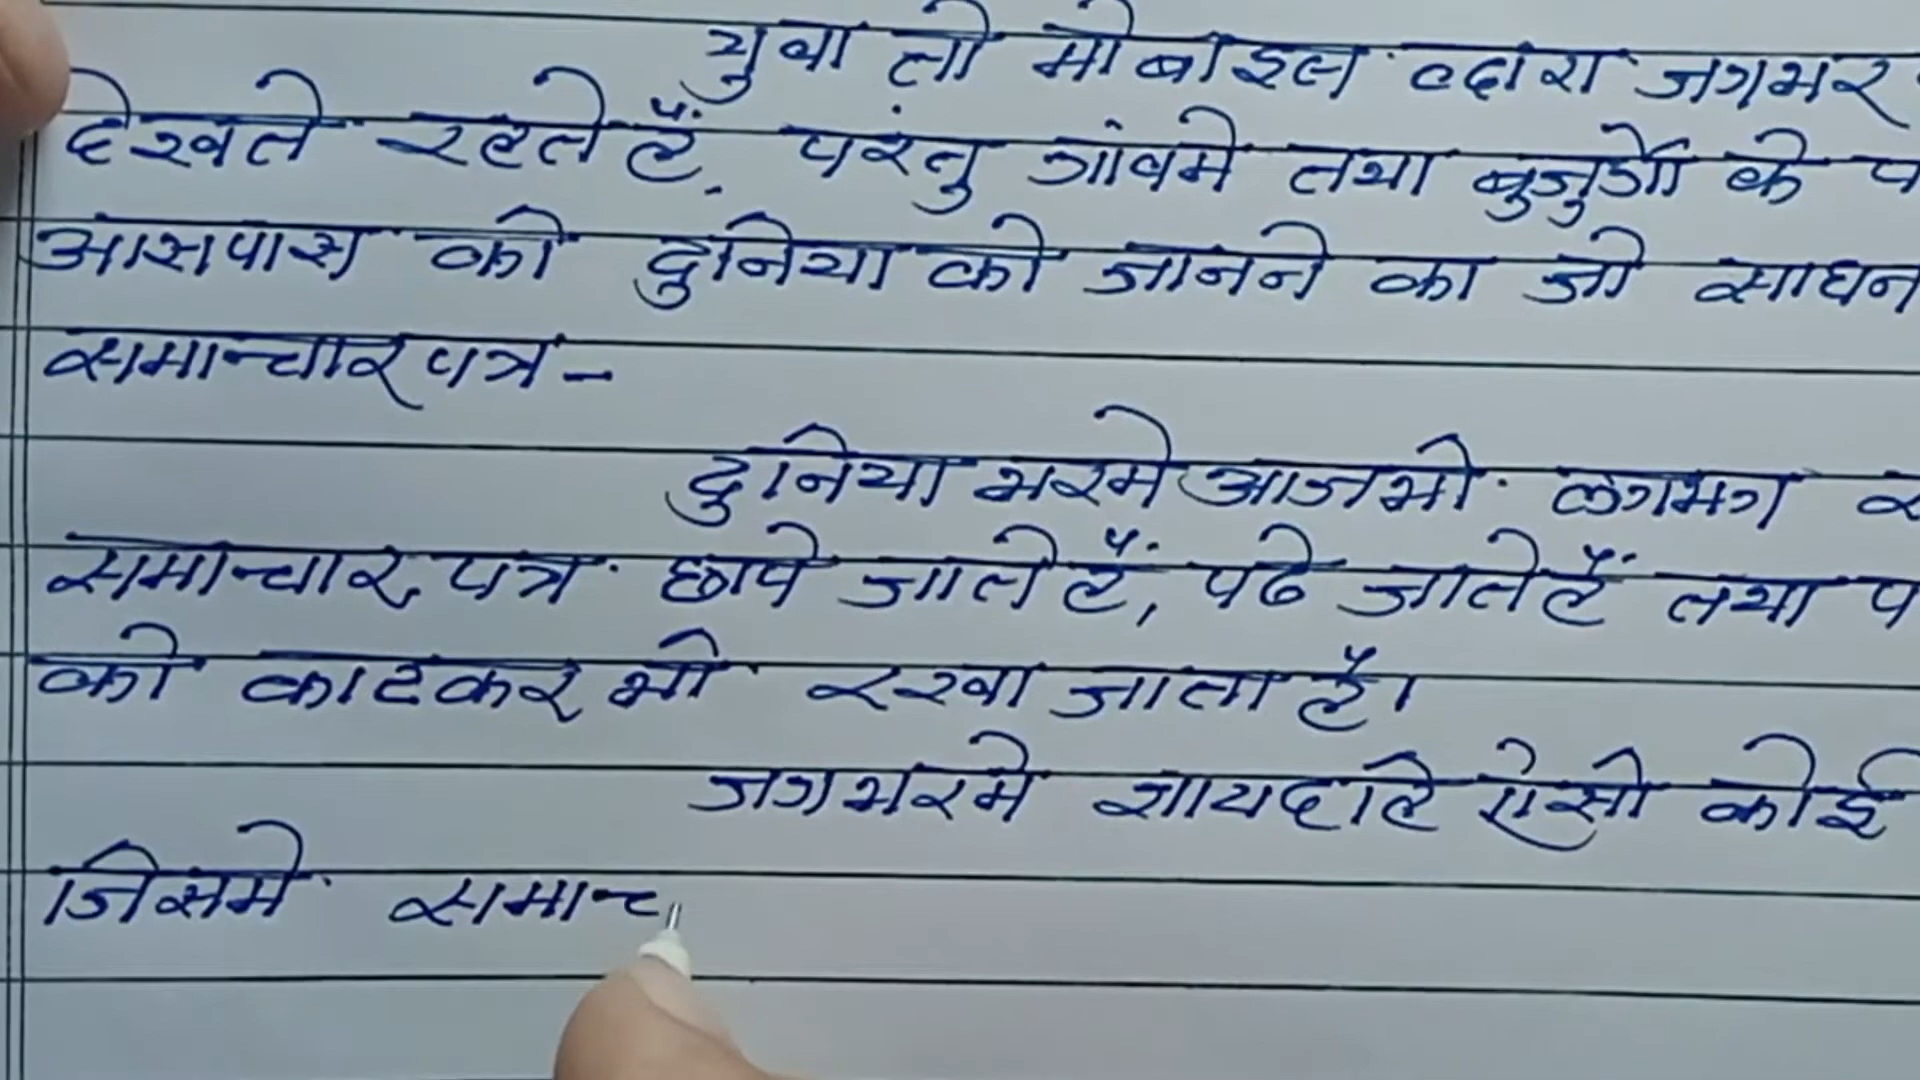 युवा तो मोबाईल व्दारा जगभर
देखते रहते हैं, परंतु गांवमे तथा बुजुर्गो के प
आसपास की दुनिया को जानने का जो साधन
समाचार पत्र -
दुनिया भरमे आजभी लगभग स
समाचार पत्र छापे जाते हैं, पढे जाते हैं तथा प
को काटकर भी रखा जाता है।
जगभरमे शायदहि ऐसी कोई
जिसमे समाच